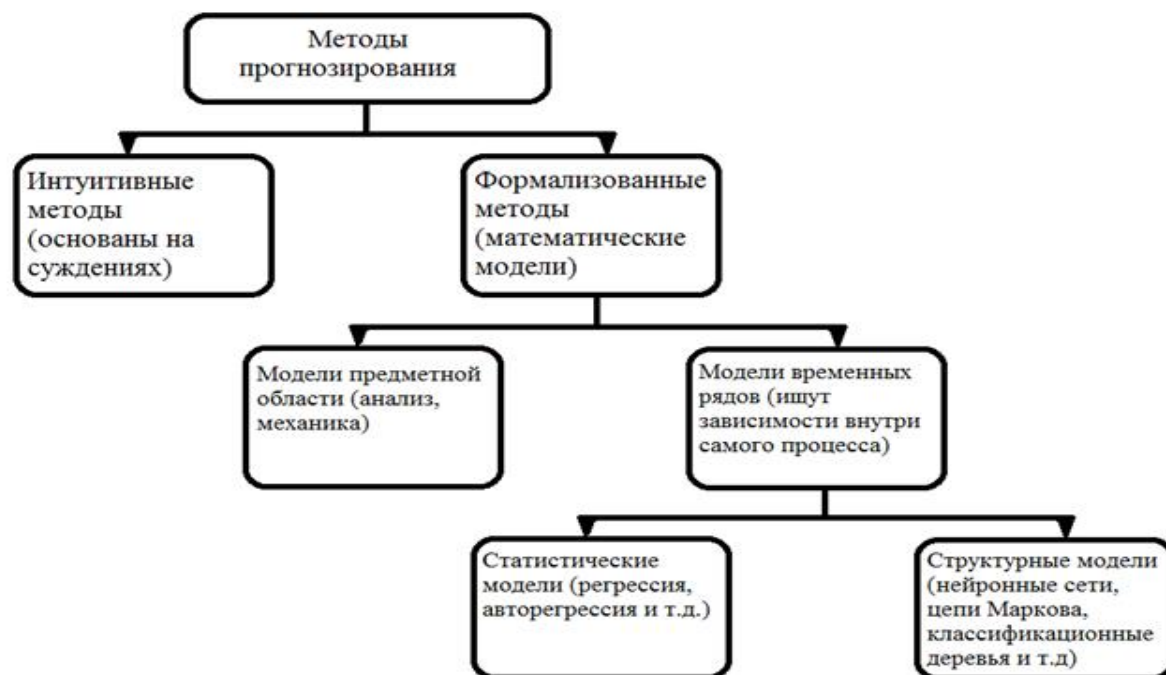 Методы
прогнозирования
Интуитивные
методы
(основаны на
суждениях)
Формализованные
методы
(математические
модели)
Модели предметной
области (анализ,
механика)
Модели временных
рядов (ищут
зависимости внутри
самого процесса)
Статистические
модели (регрессия,
авторегрессия и т.д.)
Структурные модели
(нейронные сети,
цепи Маркова,
классификационные
деревья и т.д)